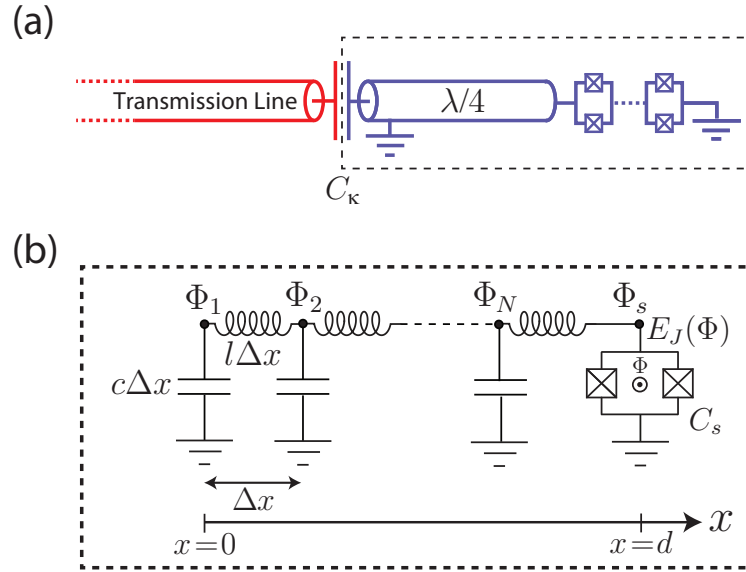 (a)
Transmission Line
λ/4
C_κ
(b)
Φ_1 Φ_2 Φ_N Φ_s
E_J(Φ)
lΔx
cΔx
Φ
C_s
Δx
x
x=0 x=d